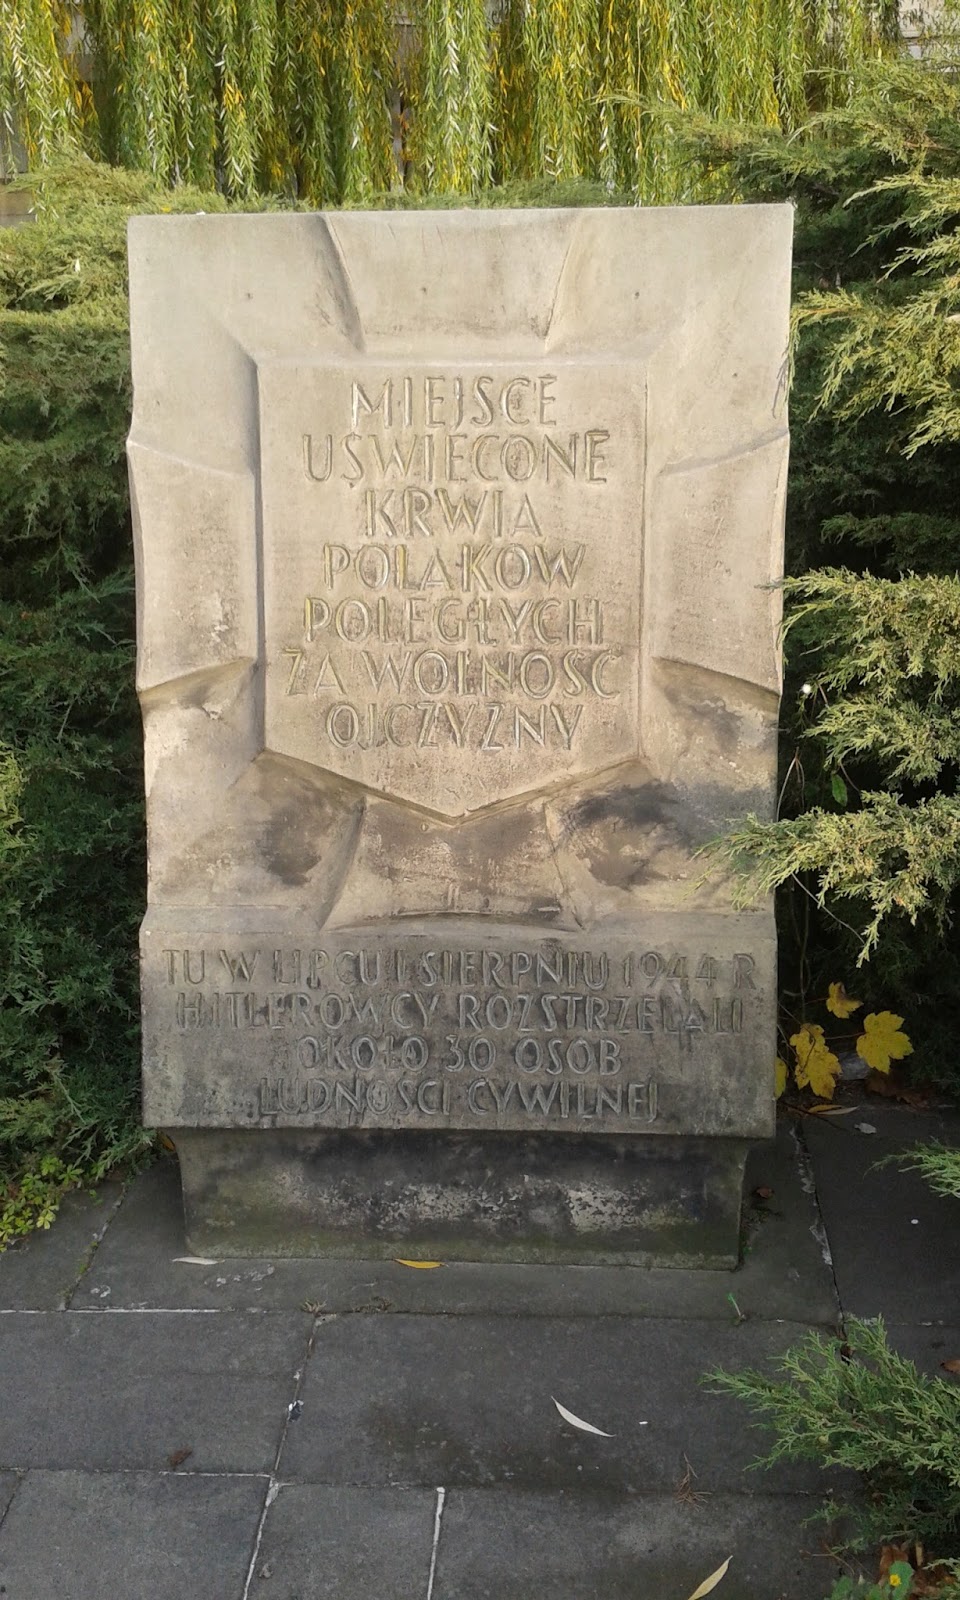 MIEJSCE
UŚWIĘCONE
KRWIĄ
POLAKÓW
POLEGŁYCH
ZA WOLNOŚĆ
OJCZYZNY
TU W LIPCU I SIERPNIU 1944 R
HITLEROWCY ROZSTRZELALI
OKOŁO 30 OSÓB
LUDNOŚCI CYWILNEJ